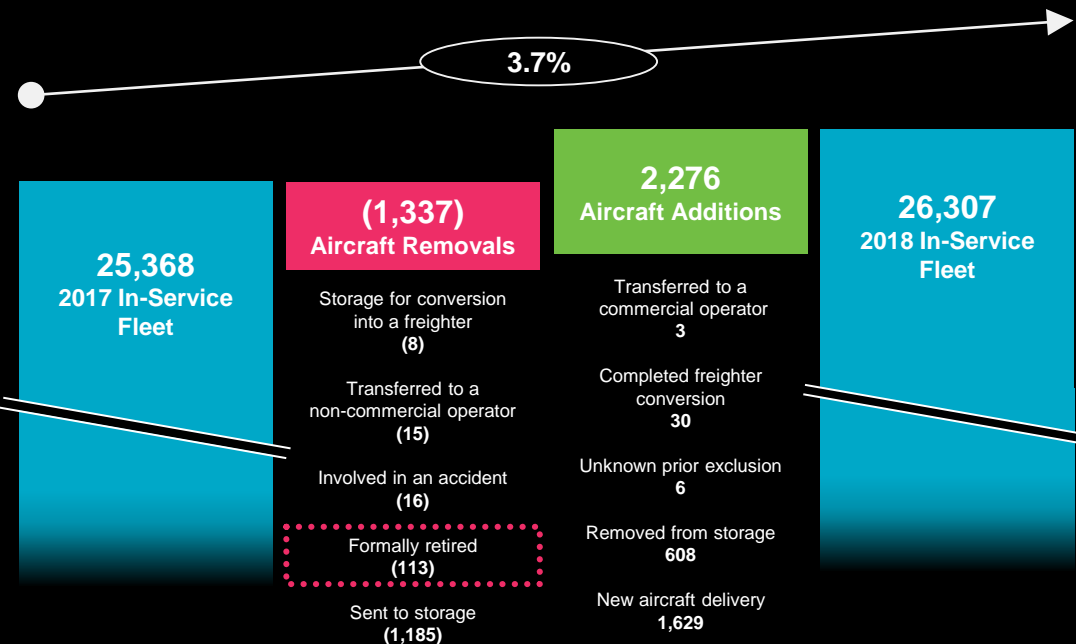 3.7%
25,368
2017 In-Service
Fleet
(1,337)
Aircraft Removals
Storage for conversion
into a freighter
(8)
Transferred to a
non-commercial operator
(15)
Involved in an accident
(16)
Formally retired
(113)
Sent to storage
(1,185)
2,276
Aircraft Additions
Transferred to a
commercial operator
3
Completed freighter
conversion
30
Unknown prior exclusion
6
Removed from storage
608
New aircraft delivery
1,629
26,307
2018 In-Service
Fleet